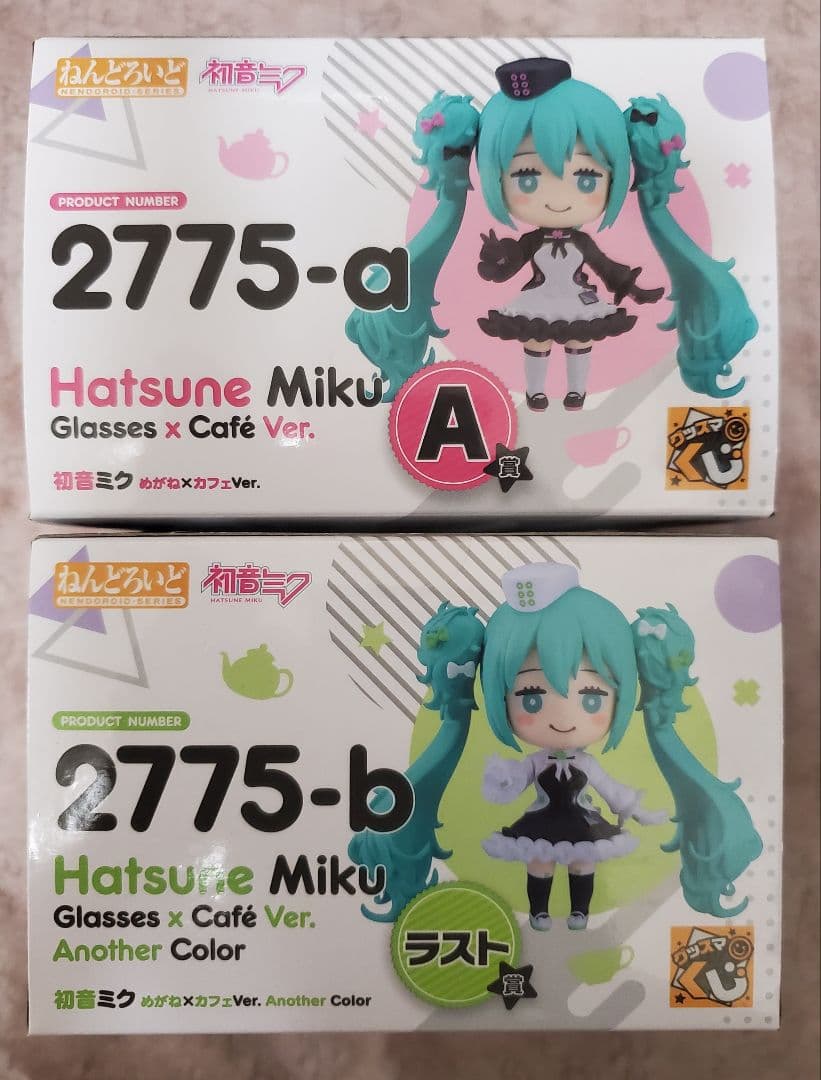 ねんどろいど
NENDOROID-SERIES
初音ミク
HATSUNE MIKU
PRODUCT NUMBER
2775-a
Hatsune Miku
Glasses x Café Ver.
A賞
初音ミク めがね×カフェVer.
グッスマ
くじ
ねんどろいど
NENDOROID-SERIES
初音ミク
HATSUNE MIKU
PRODUCT NUMBER
2775-b
Hatsune Miku
Glasses x Café Ver.
Another Color
ラスト賞
初音ミク めがね×カフェVer. Another Color
グッスマ
くじ